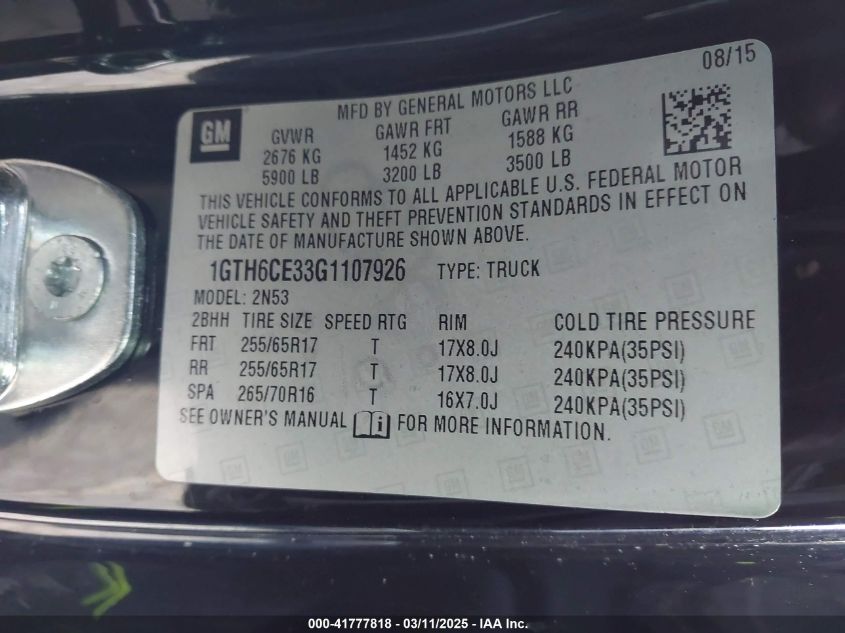 08/15
MFD BY GENERAL MOTORS LLC
GM
GVWR GAWR FRT GAWR RR
2676 KG 1452 KG 1588 KG
5900 LB 3200 LB 3500 LB
THIS VEHICLE CONFORMS TO ALL APPLICABLE U.S. FEDERAL MOTOR
VEHICLE SAFETY AND THEFT PREVENTION STANDARDS IN EFFECT ON
THE DATE OF MANUFACTURE SHOWN ABOVE.
1GTH6CE33G1107926 TYPE: TRUCK
MODEL: 2N53
2BHH TIRE SIZE SPEED RTG RIM COLD TIRE PRESSURE
FRT 255/65R17 T 17X8.0J 240KPA(35PSI)
RR 255/65R17 T 17X8.0J 240KPA(35PSI)
SPA 265/70R16 T 16X7.0J 240KPA(35PSI)
SEE OWNER'S MANUAL i FOR MORE INFORMATION.
000-41777818 - 03/11/2025 - IAA Inc.